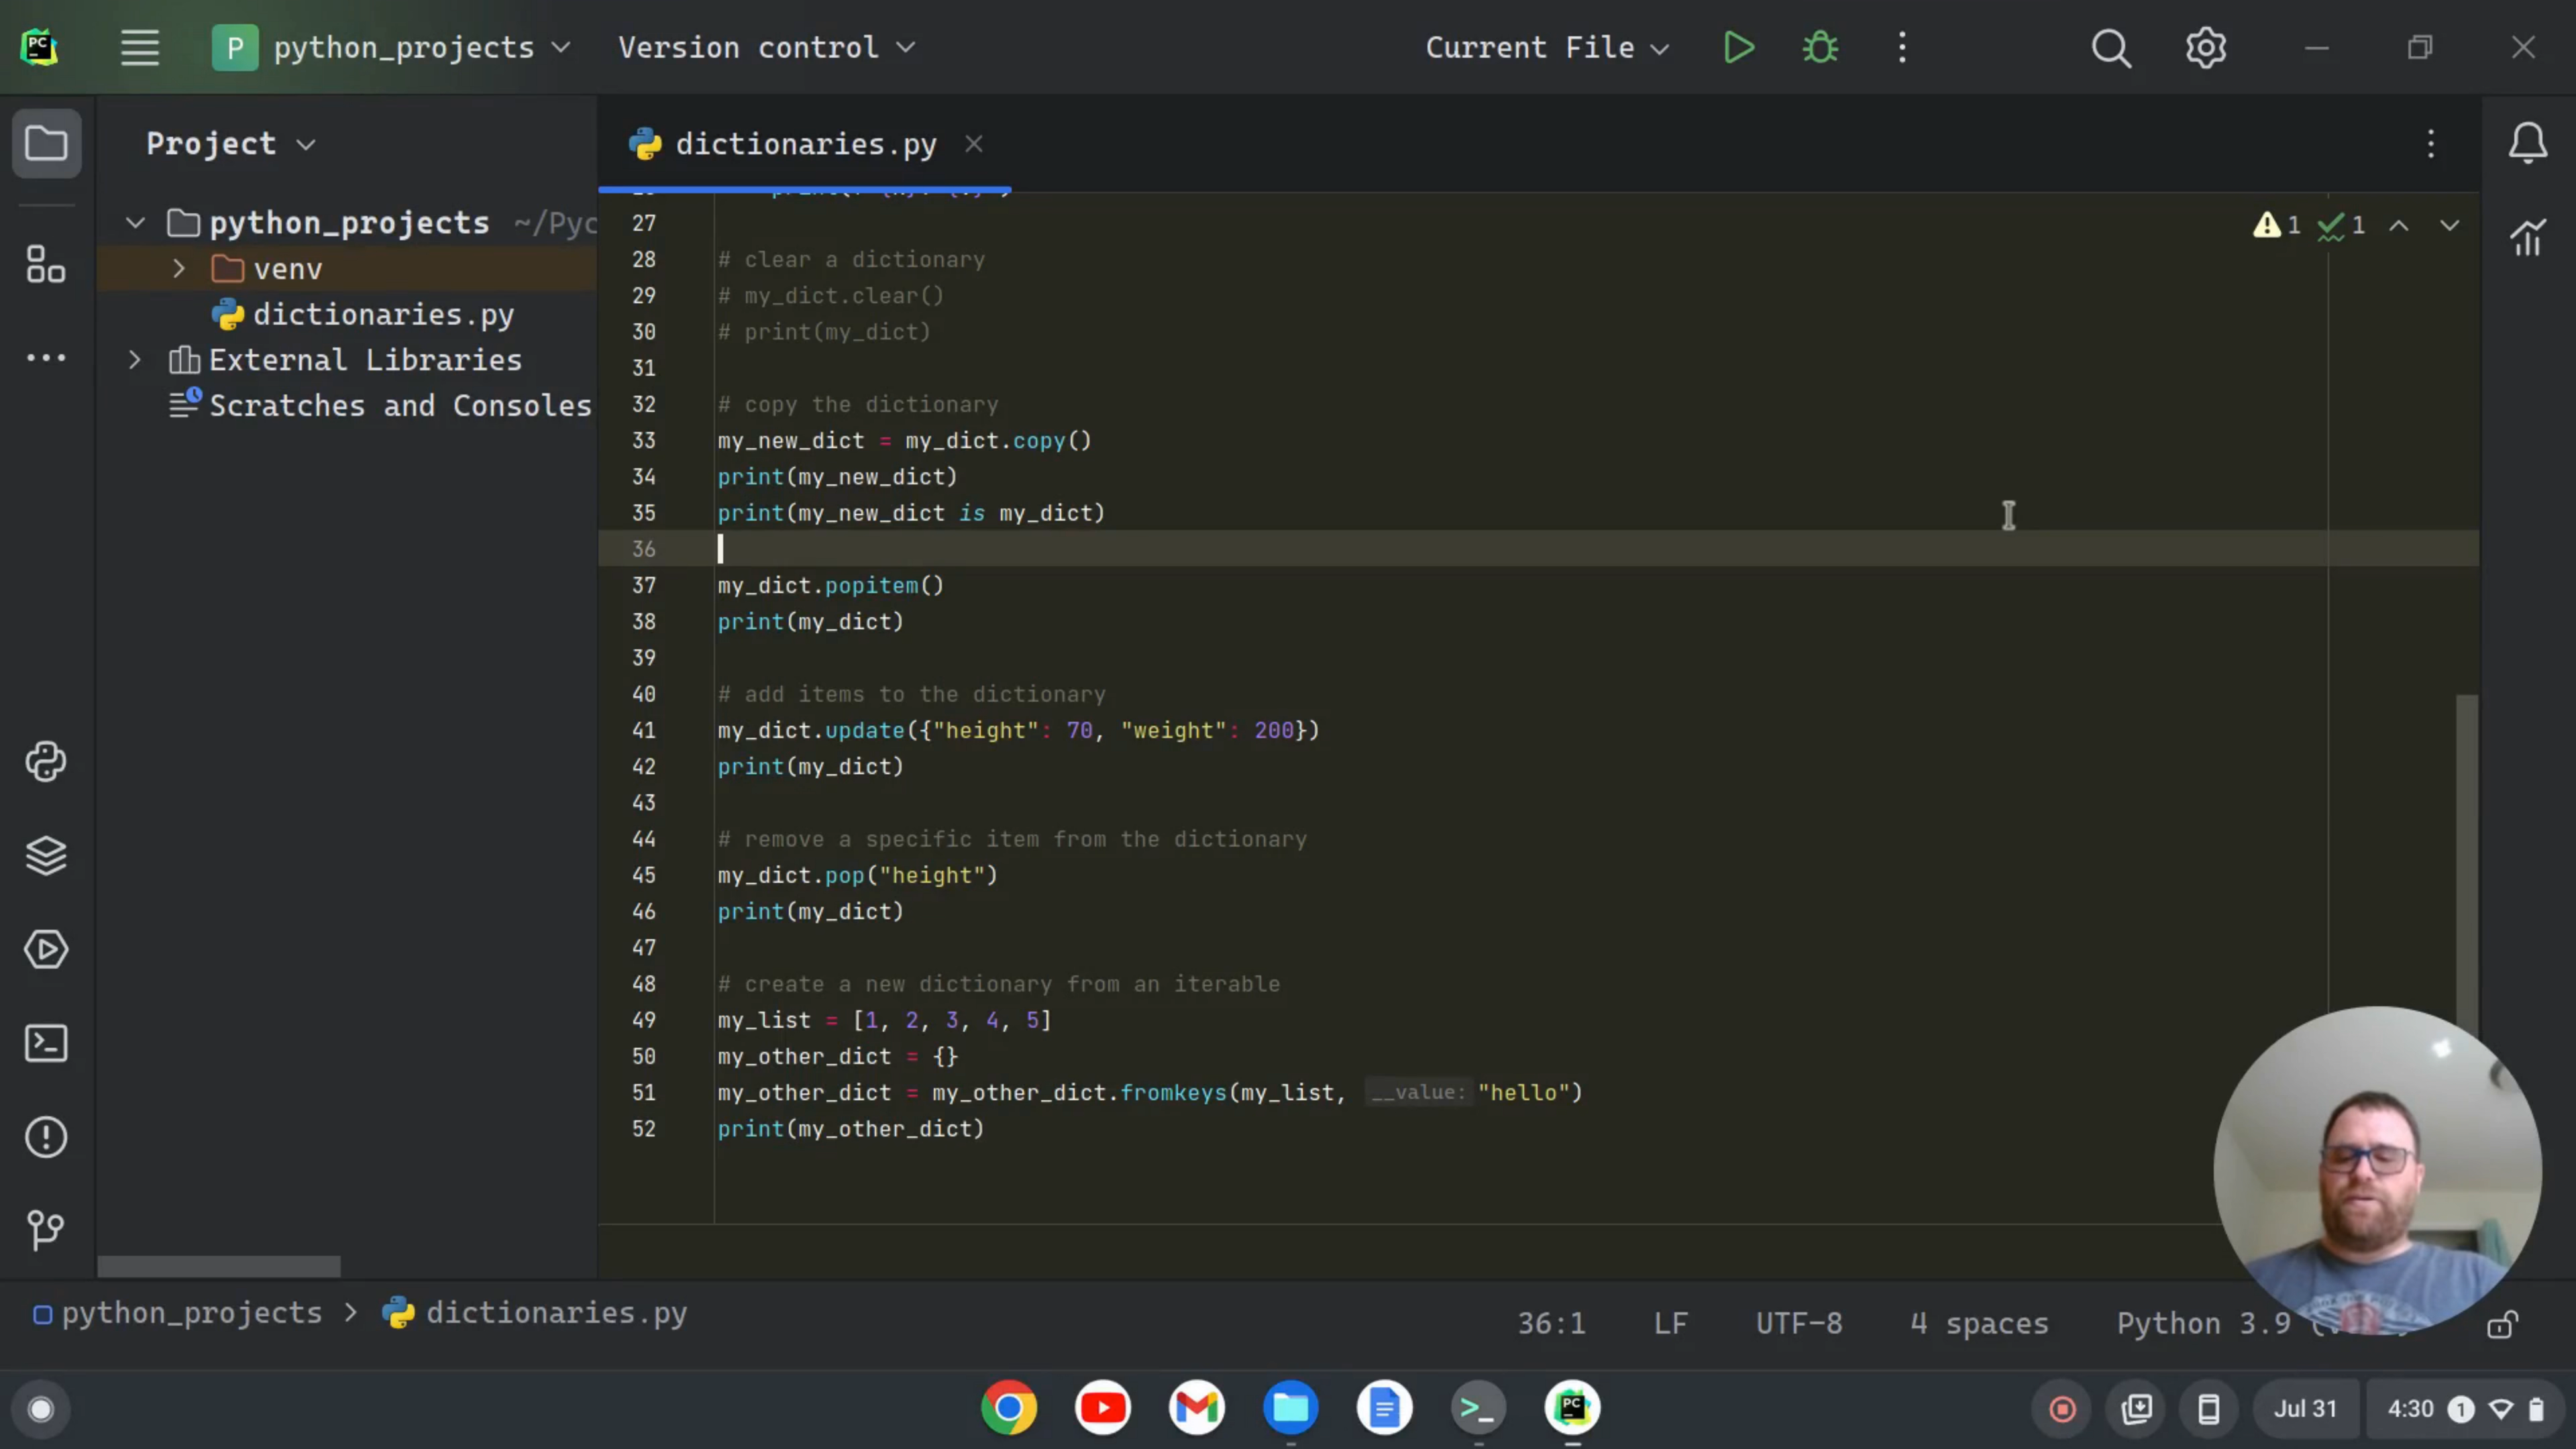 PC
P python_projects
Version control
Current File
Project
dictionaries.py
python_projects ~/Pyc
venv
dictionaries.py
External Libraries
Scratches and Consoles
1 1
27
28 # clear a dictionary
29 # my_dict.clear()
30 # print(my_dict)
31
32 # copy the dictionary
33 my_new_dict = my_dict.copy()
34 print(my_new_dict)
35 print(my_new_dict is my_dict)
36
37 my_dict.popitem()
38 print(my_dict)
39
40 # add items to the dictionary
41 my_dict.update({"height": 70, "weight": 200})
42 print(my_dict)
43
44 # remove a specific item from the dictionary
45 my_dict.pop("height")
46 print(my_dict)
47
48 # create a new dictionary from an iterable
49 my_list = [1, 2, 3, 4, 5]
50 my_other_dict = {}
51 my_other_dict = my_other_dict.fromkeys(my_list, __value: "hello")
52 print(my_other_dict)
python_projects > dictionaries.py
36:1 LF UTF-8 4 spaces Python 3.9
PC
Jul 31
4:30 1